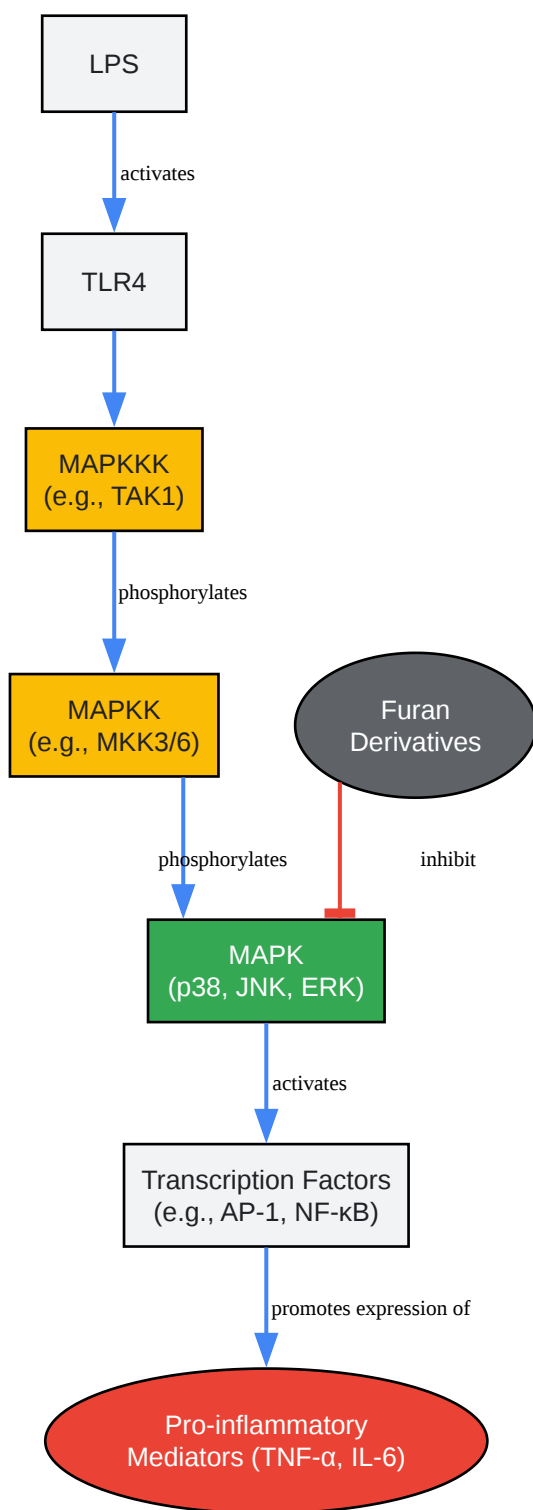 LPS
activates
TLR4
MAPKKK
(e.g., TAK1)
phosphorylates
MAPKK
(e.g., MKK3/6)
Furan
Derivatives
phosphorylates
inhibit
MAPK
(p38, JNK, ERK)
activates
Transcription Factors
(e.g., AP-1, NF-κB)
promotes expression of
Pro-inflammatory
Mediators (TNF-α, IL-6)